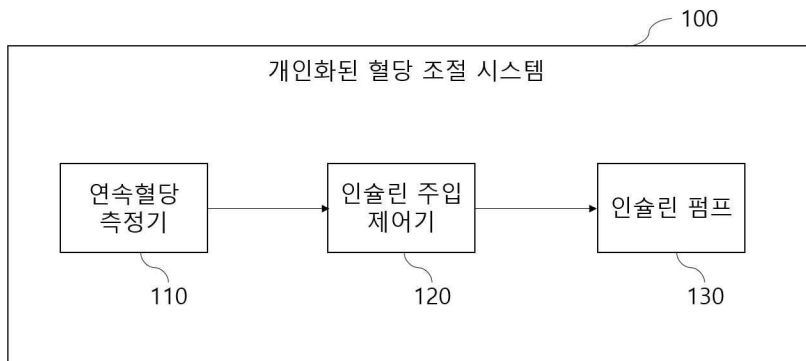 100
개인화된 혈당 조절 시스템
연속혈당
측정기
인슐린 주입
제어기
인슐린 펌프
110
120
130